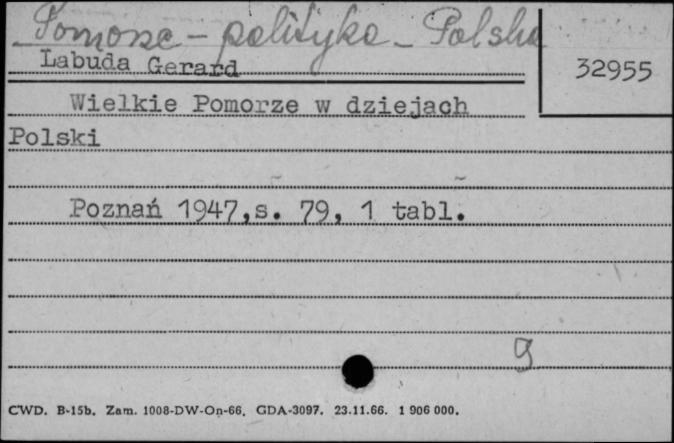 Pomorze - polityka - Polska
Labuda Gerard
32955
Wielkie Pomorze w dziejach
Polski
Poznań 1947,s. 79, 1 tabl.
9
CWD. B-15b. Zam. 1008-DW-Op-66. GDA-3097. 23.11.66. 1 906 000.